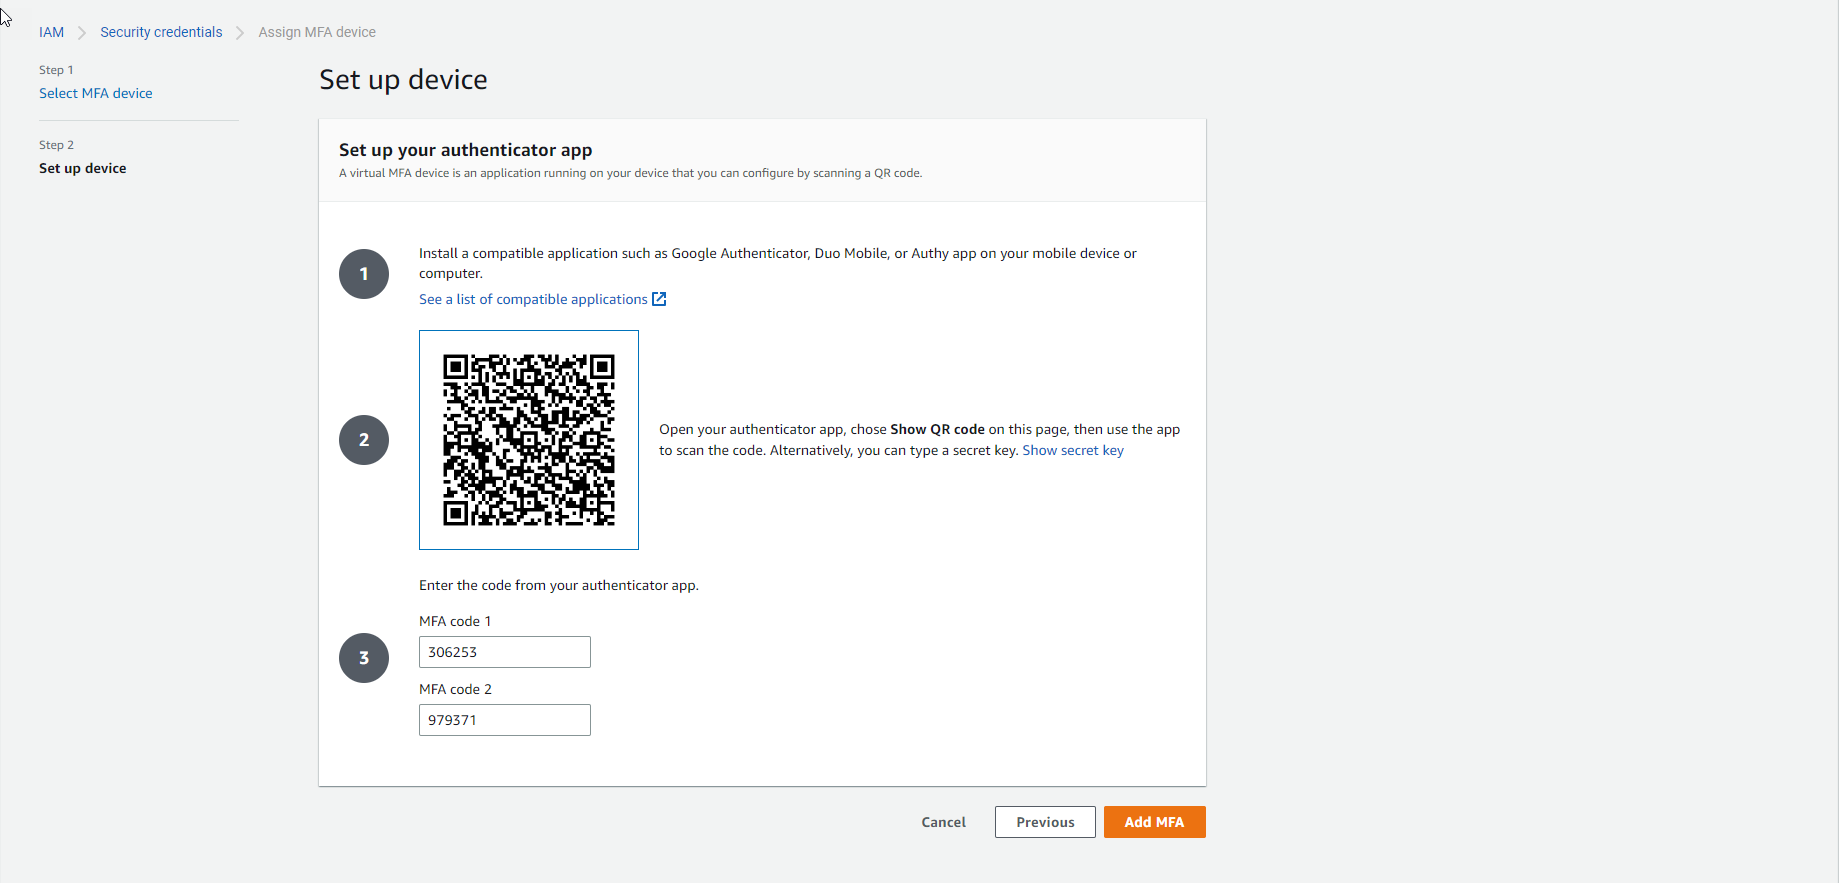 IAM
Security credentials
Assign MFA device
Step 1
Select MFA device
Step 2
Set up device
Set up device
Set up your authenticator app
A virtual MFA device is an application running on your device that you can configure by scanning a QR code.
1
Install a compatible application such as Google Authenticator, Duo Mobile, or Authy app on your mobile device or
computer.
See a list of compatible applications
2
Open your authenticator app, chose Show QR code on this page, then use the app
to scan the code. Alternatively, you can type a secret key. Show secret key
3
Enter the code from your authenticator app.
MFA code 1
306253
MFA code 2
979371
Cancel
Previous
Add MFA